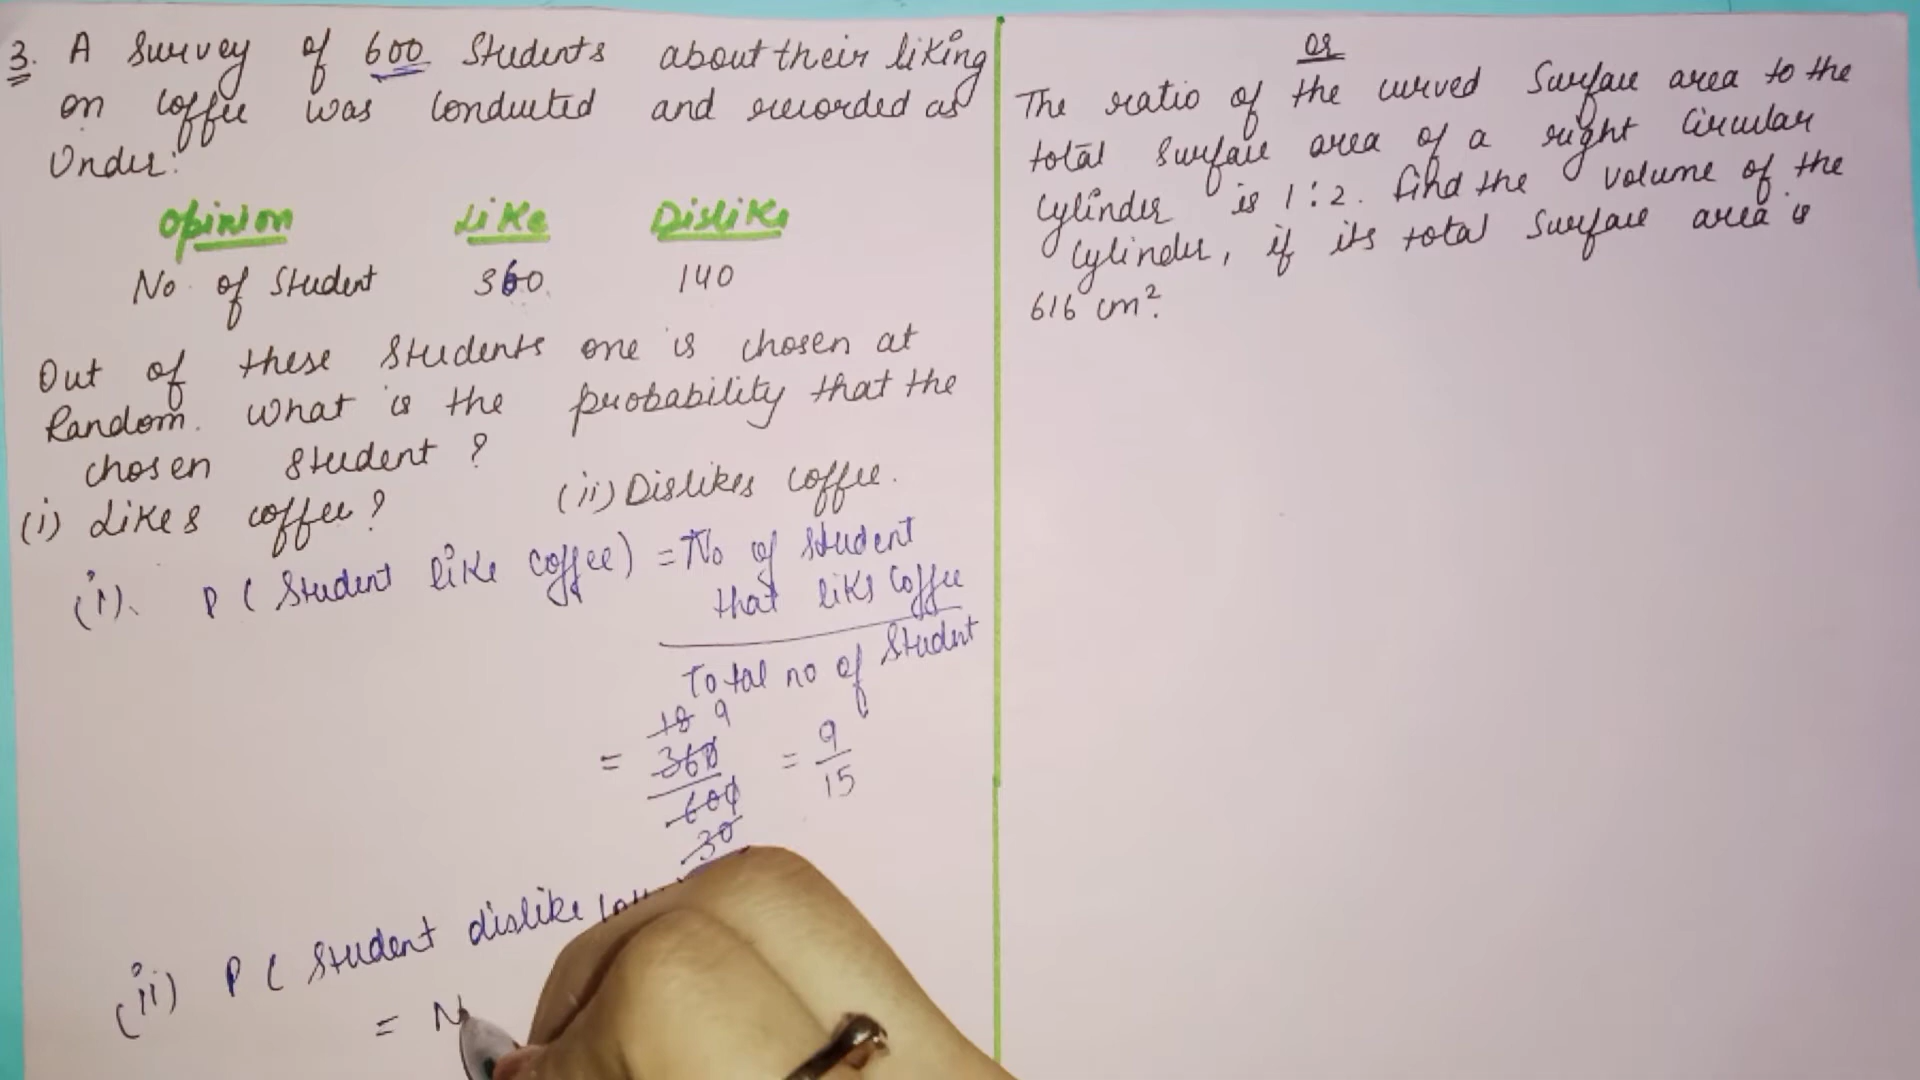 3. A Survey of 600 Students about their liking
on Coffee was Conducted and recorded as
Under:
Opinion Like Dislike
No. of Student 360 140
Out of these Students one is chosen at
Random. What is the probability that the
chosen Student ?
(i) Likes coffee? (ii) Dislikes Coffee.
(i). P ( Student like Coffee) = No of Student
that like Coffee
Total no of Student
18 9
= 360 = 9
600 15
30
(ii) P ( Student dislike
= N
OR
The ratio of the curved Surface area to the
total Surface area of a right Circular
Cylinder is 1:2. find the volume of the
Cylinder, if its total Surface area is
616 cm².